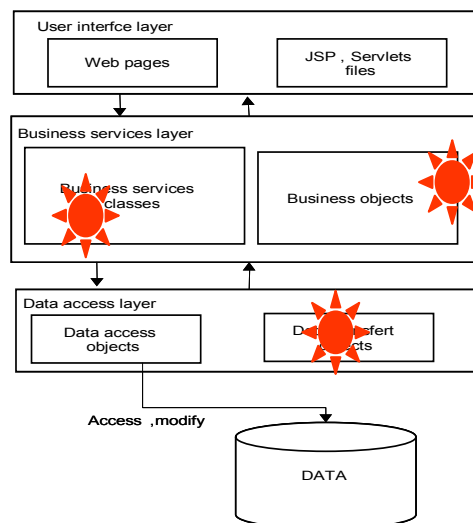 User interfce layer
Web pages
JSP , Servlets
files
Business services layer
Business services
classes
Business objects
Data access layer
Data access
objects
Access ,modify
DATA